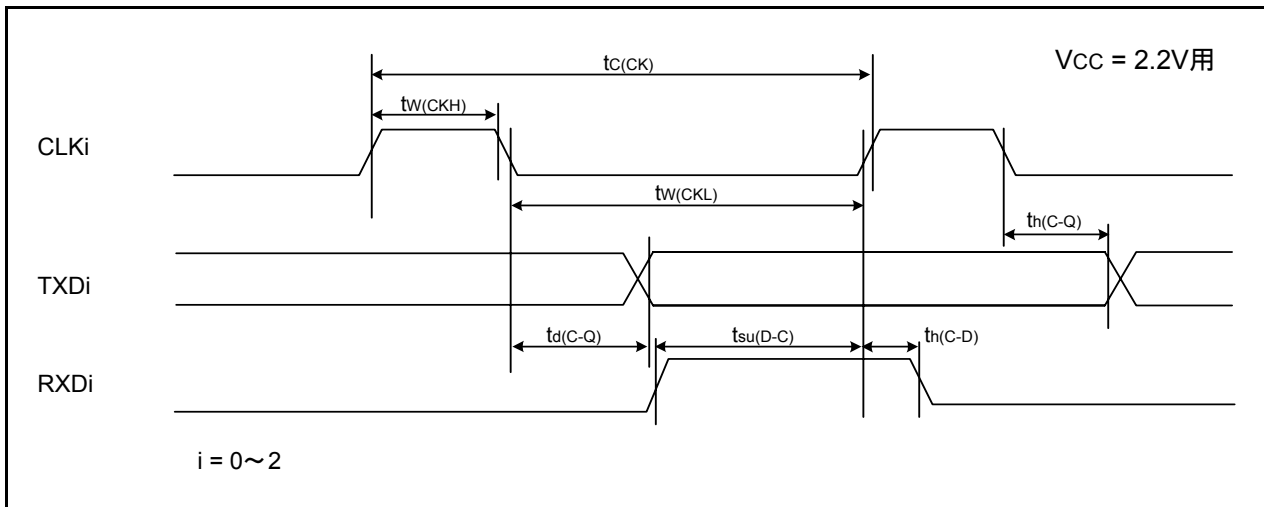 tC(CK)
VCC = 2.2V用
tW(CKH)
CLKi
tW(CKL)
th(C-Q)
TXDi
td(C-Q)
tsu(D-C)
th(C-D)
RXDi
i = 0～2